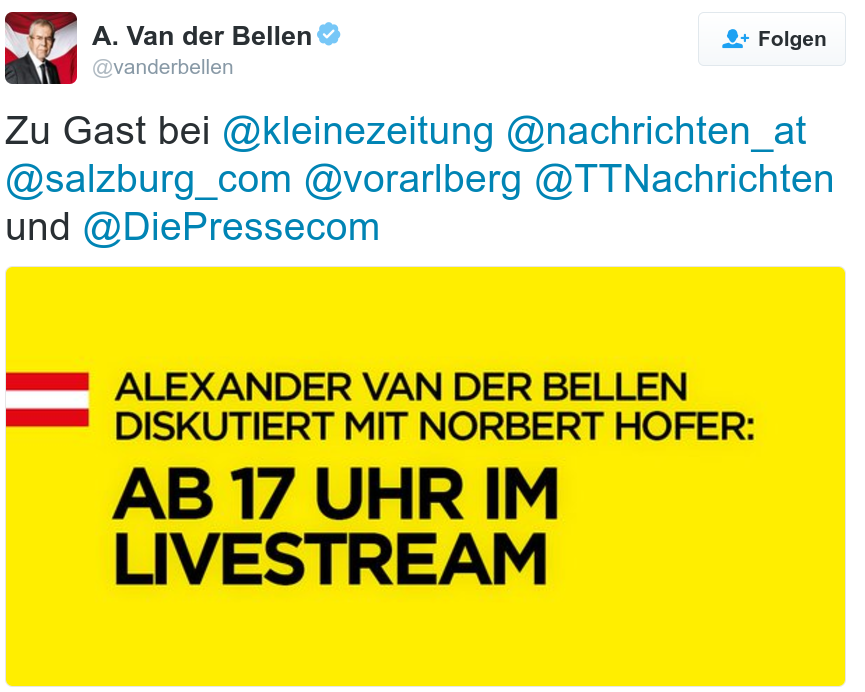 A. Van der Bellen
@vanderbellen
Folgen
Zu Gast bei @kleinezeitung @nachrichten_at
@salzburg_com @vorarlberg @TTNachrichten
und @DiePressecom
ALEXANDER VAN DER BELLEN
DISKUTIERT MIT NORBERT HOFER:
AB 17 UHR IM
LIVESTREAM